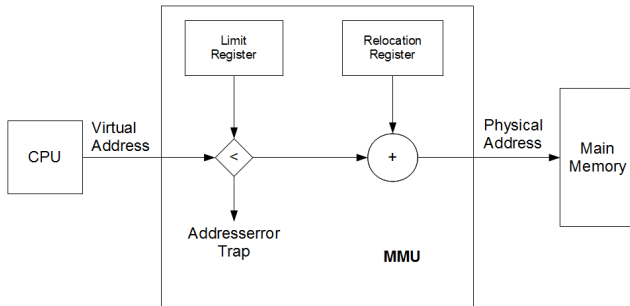 Limit
Register
Relocation
Register
CPU
Virtual
Address
<
+
Physical
Address
Main
Memory
Addresserror
Trap
MMU